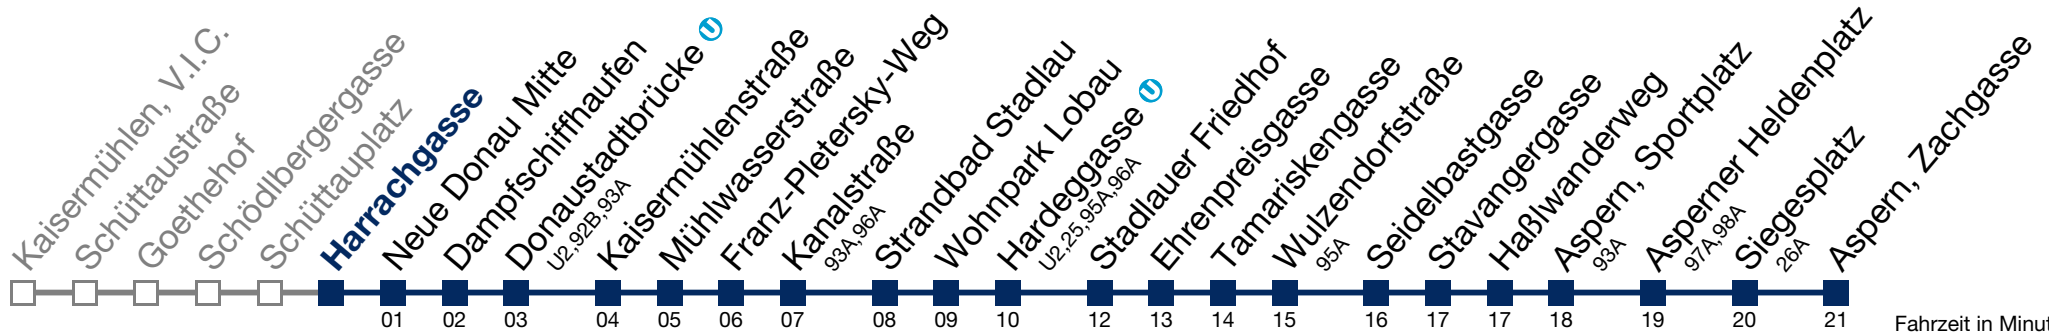 Kaisermühlen, V.I.C.
Schüttaustraße
Goethehof
Schödlbergergasse
Schüttauplatz
Harrachgasse
Neue Donau Mitte
Dampfschiffhaufen
Donaustadtbrücke U
U2,92B,93A
Kaisermühlenstraße
Mühlwasserstraße
Franz-Pletersky-Weg
Kanalstraße
93A,96A
Strandbad Stadlau
Wohnpark Lobau
Hardeggasse U
U2,25,95A,96A
Stadlauer Friedhof
Ehrenpreisgasse
Tamariskengasse
Wulzendorfstraße
95A
Seidelbastgasse
Stavangergasse
Haßlwanderweg
Aspern, Sportplatz
93A
Asperner Heldenplatz
97A,98A
Siegesplatz
26A
Aspern, Zachgasse
01 02 03 04 05 06 07 08 09 10 12 13 14 15 16 17 17 18 19 20 21
Fahrzeit in Minut